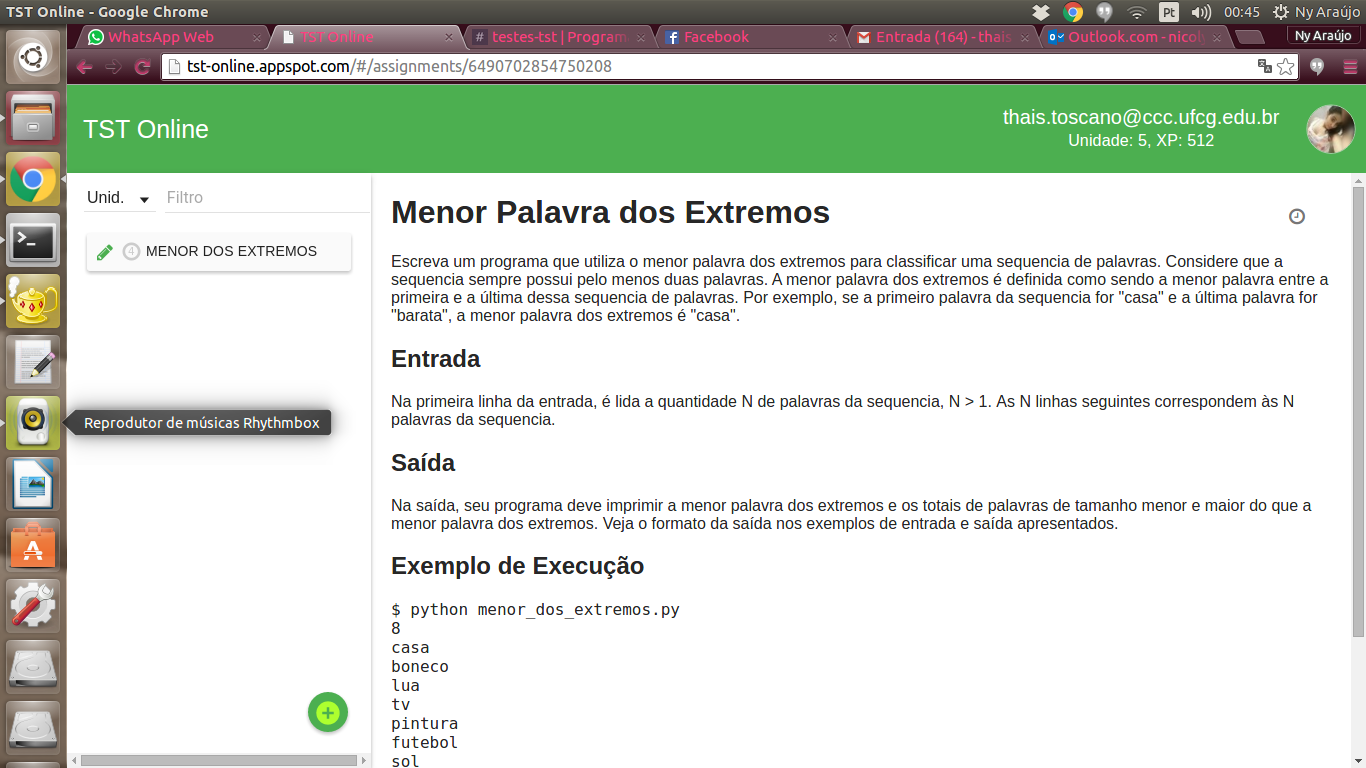 TST Online - Google Chrome
Pt
00:45
Ny Araújo
WhatsApp Web
TST Online
# testes-tst | Program
Facebook
Entrada (164) - thais
Outlook.com - nicoly
Ny Araújo
tst-online.appspot.com/#/assignments/6490702854750208
TST Online
thais.toscano@ccc.ufcg.edu.br
Unidade: 5, XP: 512
Unid.
Filtro
4 MENOR DOS EXTREMOS
Reprodutor de músicas Rhythmbox
Menor Palavra dos Extremos
Escreva um programa que utiliza o menor palavra dos extremos para classificar uma sequencia de palavras. Considere que a
sequencia sempre possui pelo menos duas palavras. A menor palavra dos extremos é definida como sendo a menor palavra entre a
primeira e a última dessa sequencia de palavras. Por exemplo, se a primeiro palavra da sequencia for "casa" e a última palavra for
"barata", a menor palavra dos extremos é "casa".
Entrada
Na primeira linha da entrada, é lida a quantidade N de palavras da sequencia, N > 1. As N linhas seguintes correspondem às N
palavras da sequencia.
Saída
Na saída, seu programa deve imprimir a menor palavra dos extremos e os totais de palavras de tamanho menor e maior do que a
menor palavra dos extremos. Veja o formato da saída nos exemplos de entrada e saída apresentados.
Exemplo de Execução
$ python menor_dos_extremos.py
8
casa
boneco
lua
tv
pintura
futebol
sol